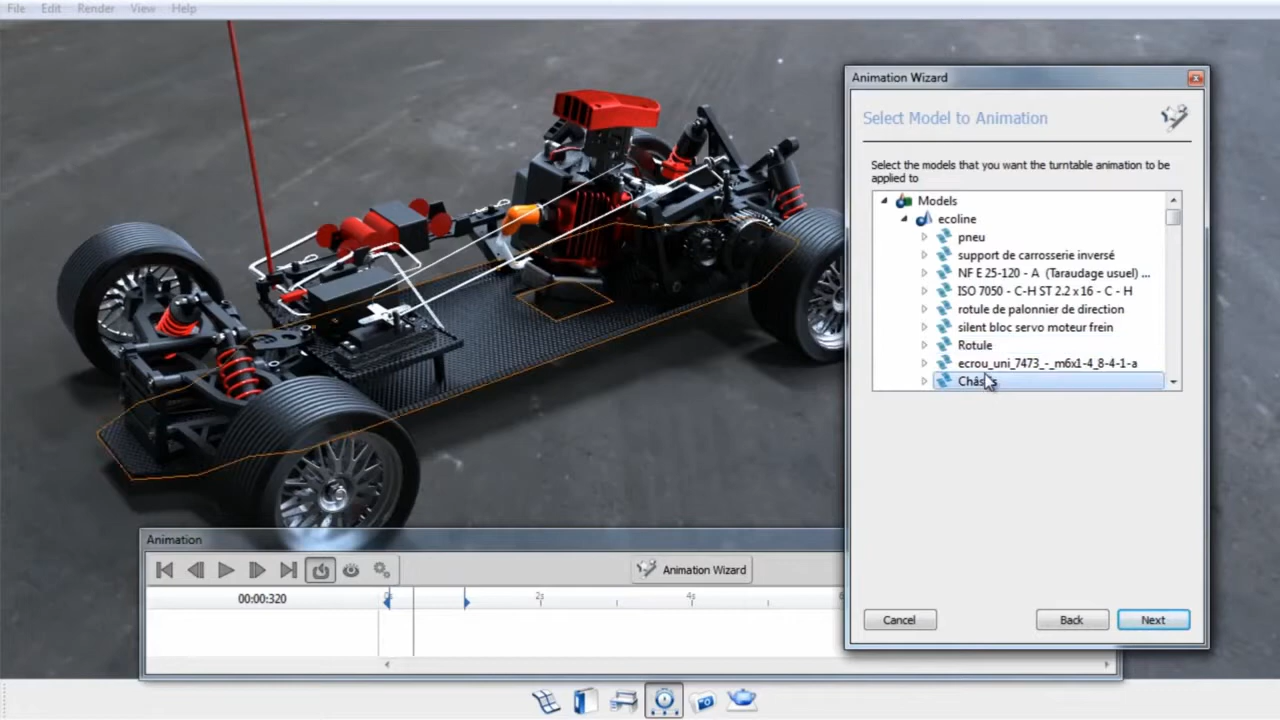 File Edit Render View Help
Animation Wizard
Select Model to Animation
Select the models that you want the turntable animation to be
applied to
Models
ecoline
pneu
support de carrosserie inversé
NF E 25-120 - A (Taraudage usuel) ...
ISO 7050 - C-H ST 2.2 x 16 - C - H
rotule de palonnier de direction
silent bloc servo moteur frein
Rotule
ecrou_uni_7473_-_m6x1-4_8-4-1-a
Cancel
Back
Next
Animation
Animation Wizard
00:00:320
2s
4s